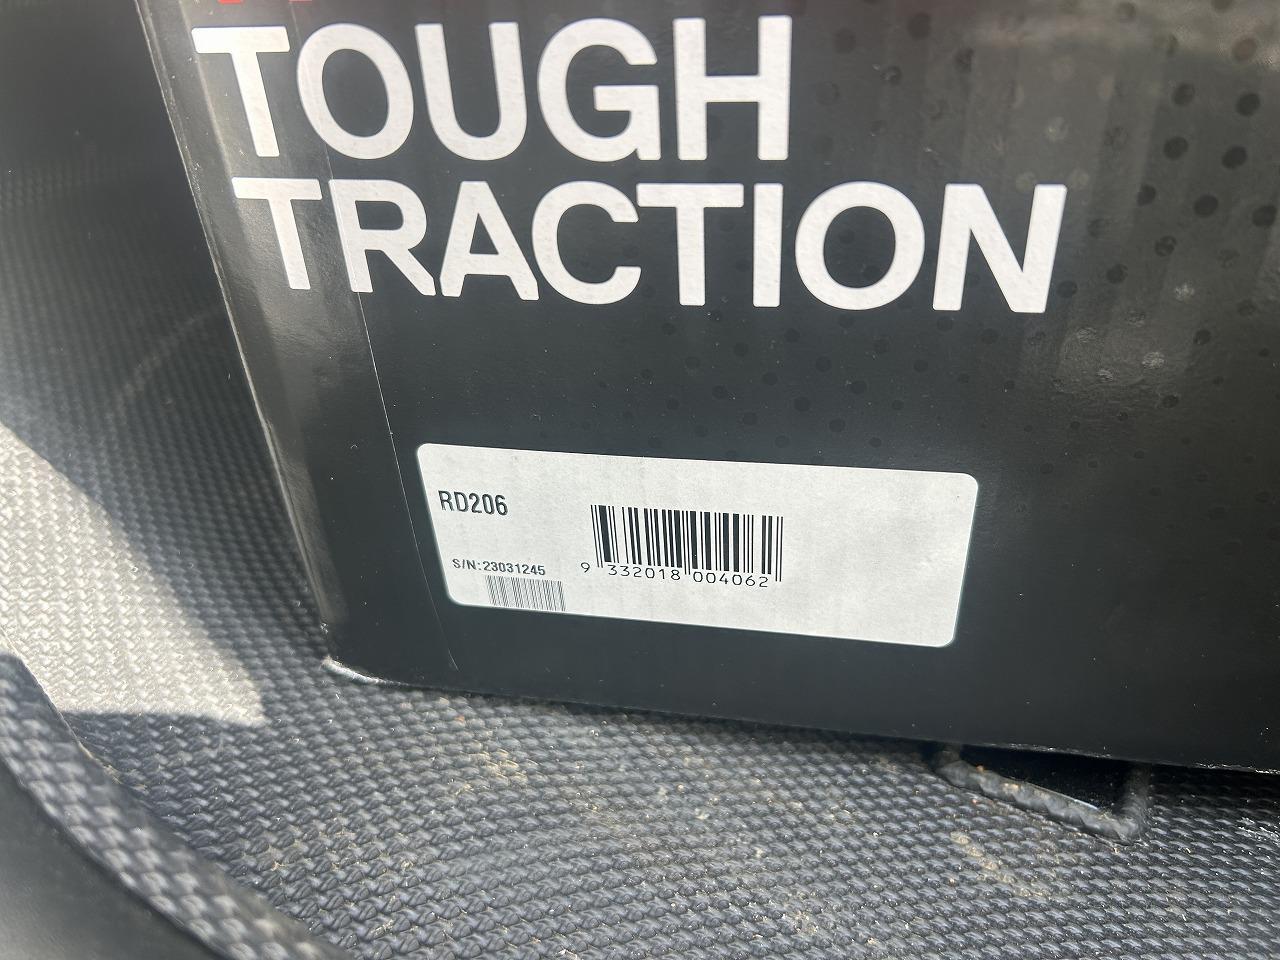 TOUGH
TRACTION
RD206
S/N:23031245
9 332018 004062